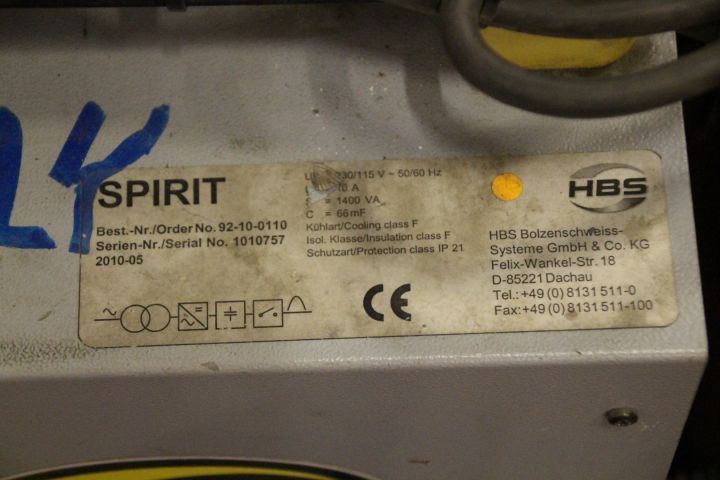 24
SPIRIT
Best.-Nr./Order No. 92-10-0110
Serien-Nr./Serial No. 1010757
2010-05
230/115 V ~ 50/60 Hz
10 A
= 1400 VA
C = 66 mF
Kühlart/Cooling class F
Isol. Klasse/Insulation class F
Schutzart/Protection class IP 21
CE
HBS
HBS Bolzenschweiss-
Systeme GmbH & Co. KG
Felix-Wankel-Str. 18
D-85221 Dachau
Tel.: +49 (0) 8131 511-0
Fax: +49 (0) 8131 511-100